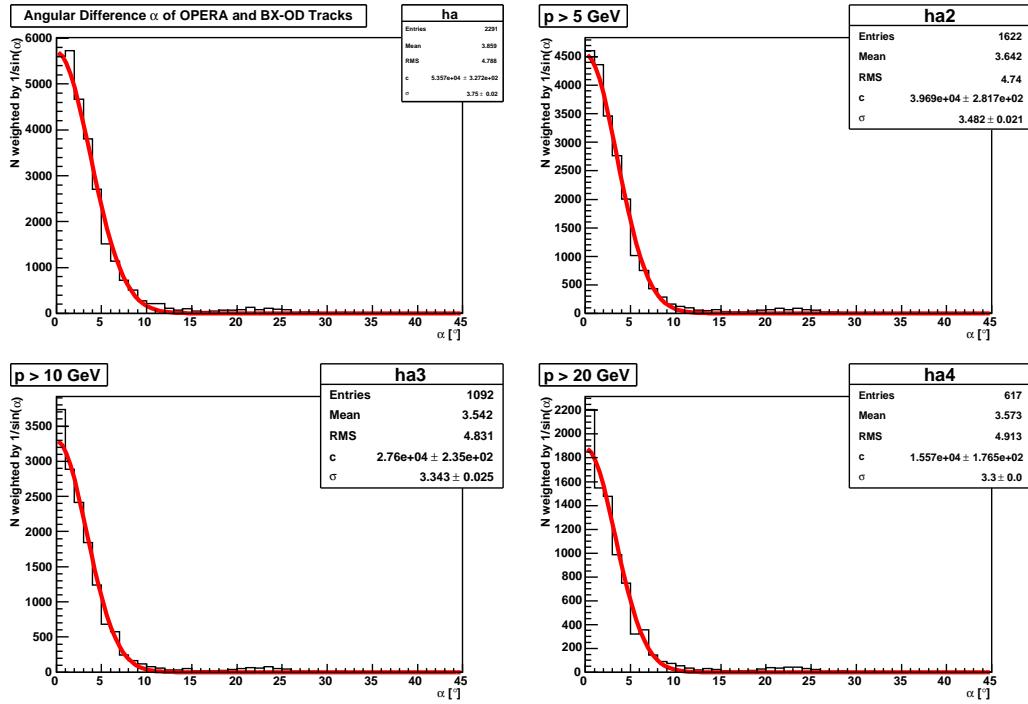 Angular Difference α of OPERA and BX-OD Tracks
ha
Entries 2291
Mean 3.859
RMS 4.788
c 5.357e+04 ± 3.272e+02
σ 3.75 ± 0.02
N weighted by 1/sin(α)
6000
5000
4000
3000
2000
1000
0
0 5 10 15 20 25 30 35 40 45
α [°]
p > 5 GeV
ha2
Entries 1622
Mean 3.642
RMS 4.74
c 3.969e+04 ± 2.817e+02
σ 3.482 ± 0.021
N weighted by 1/sin(α)
4500
4000
3500
3000
2500
2000
1500
1000
500
0
0 5 10 15 20 25 30 35 40 45
α [°]
p > 10 GeV
ha3
Entries 1092
Mean 3.542
RMS 4.831
c 2.76e+04 ± 2.35e+02
σ 3.343 ± 0.025
N weighted by 1/sin(α)
3500
3000
2500
2000
1500
1000
500
0
0 5 10 15 20 25 30 35 40 45
α [°]
p > 20 GeV
ha4
Entries 617
Mean 3.573
RMS 4.913
c 1.557e+04 ± 1.765e+02
σ 3.3 ± 0.0
N weighted by 1/sin(α)
2200
2000
1800
1600
1400
1200
1000
800
600
400
200
0
0 5 10 15 20 25 30 35 40 45
α [°]